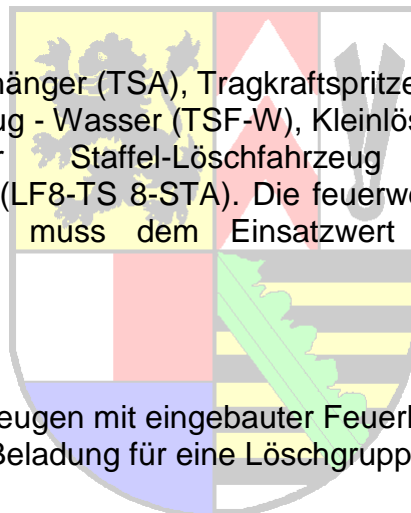 hänger (TSA), Tragkraftspritze
ug - Wasser (TSF-W), Kleinlös
r Staffel-Löschfahrzeug
(LF8-TS 8-STA). Die feuerwe
muss dem Einsatzwert
zeugen mit eingebauter Feuerl
Beladung für eine Löschgrupp